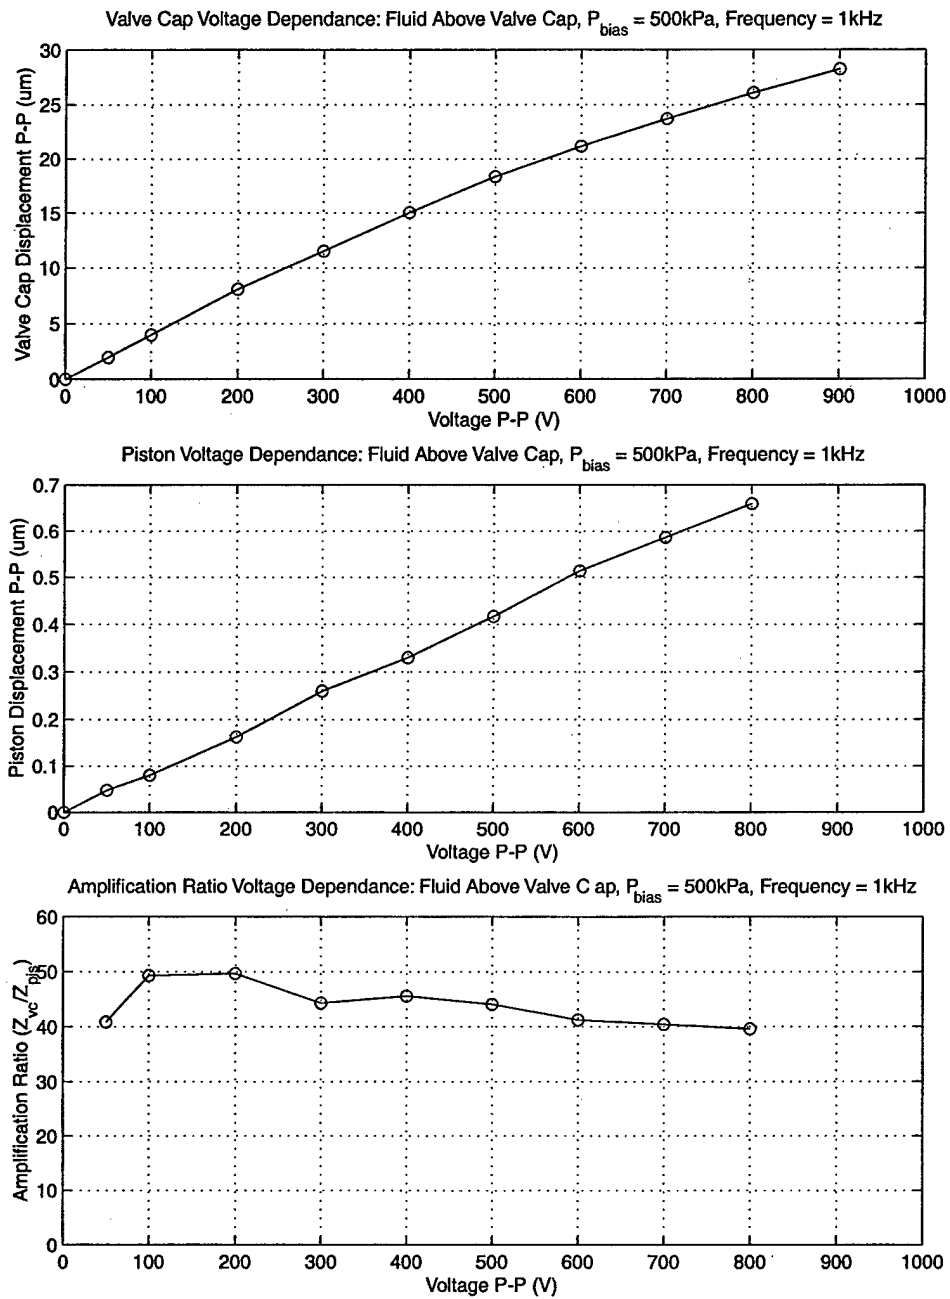 Valve Cap Voltage Dependance: Fluid Above Valve Cap, Pbias = 500kPa, Frequency = 1kHz
Valve Cap Displacement P-P (um)
30
25
20
15
10
5
0
0 100 200 300 400 500 600 700 800 900 1000
Voltage P-P (V)
Piston Voltage Dependance: Fluid Above Valve Cap, Pbias = 500kPa, Frequency = 1kHz
Piston Displacement P-P (um)
0.7
0.6
0.5
0.4
0.3
0.2
0.1
0
0 100 200 300 400 500 600 700 800 900 1000
Voltage P-P (V)
Amplification Ratio Voltage Dependance: Fluid Above Valve C ap, Pbias = 500kPa, Frequency = 1kHz
Amplification Ratio (Zvc/Zpis)
60
50
40
30
20
10
0
0 100 200 300 400 500 600 700 800 900 1000
Voltage P-P (V)